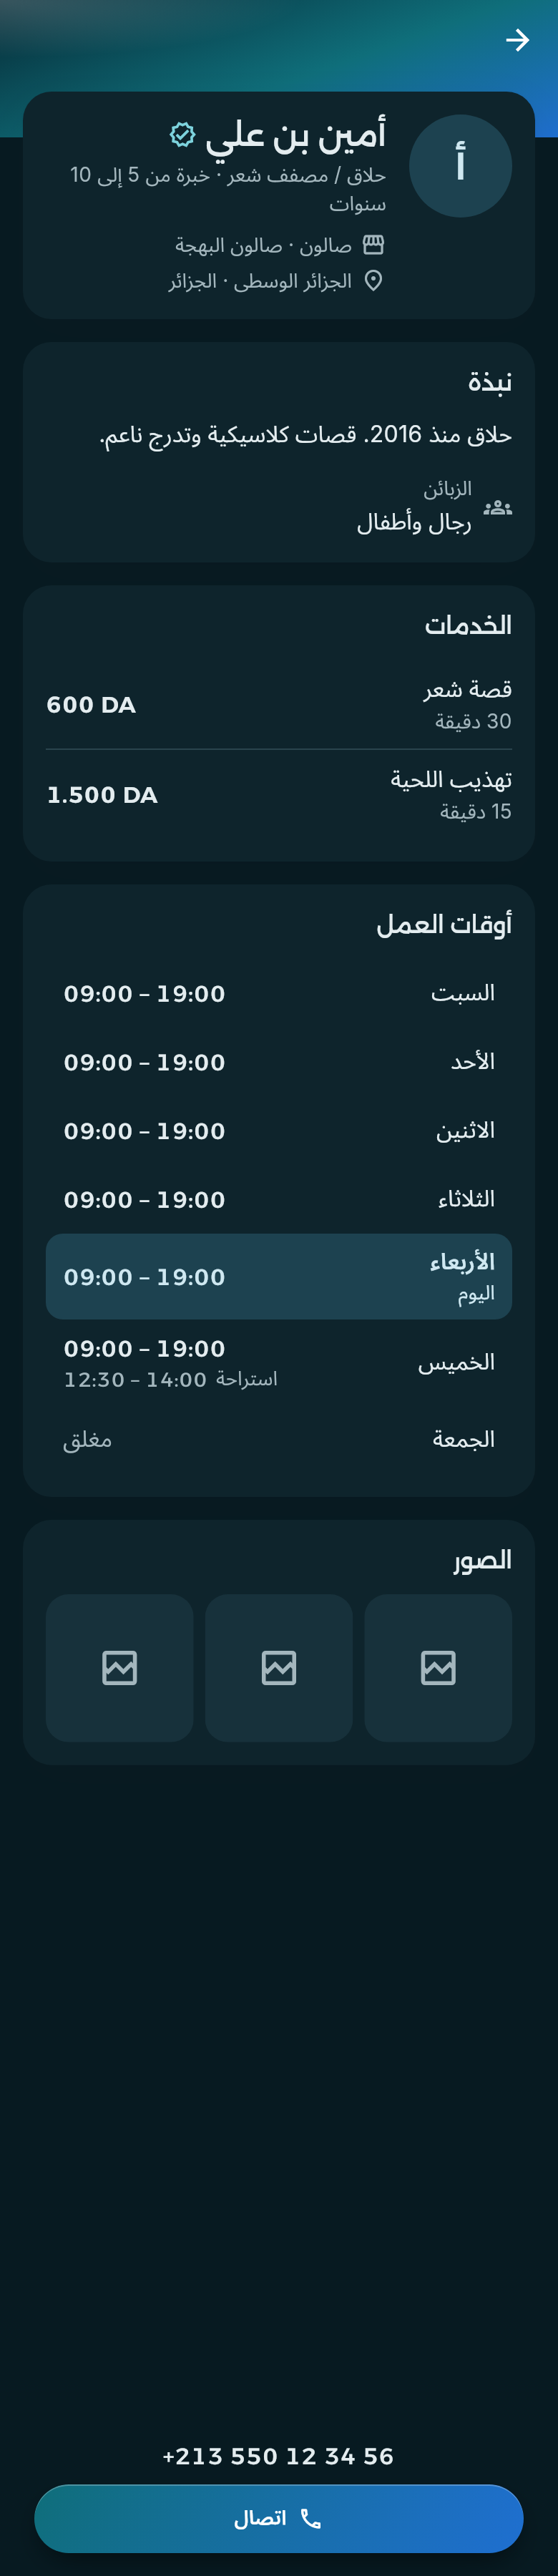 أ
أمين بن علي
حلاق / مصفف شعر · خبرة من 5 إلى 10
سنوات
صالون · صالون البهجة
الجزائر الوسطى · الجزائر
نبذة
حلاق منذ 2016. قصات كلاسيكية وتدرج ناعم.
الزبائن
رجال وأطفال
الخدمات
قصة شعر
30 دقيقة
600 DA
تهذيب اللحية
15 دقيقة
1.500 DA
أوقات العمل
السبت 09:00 – 19:00
الأحد 09:00 – 19:00
الاثنين 09:00 – 19:00
الثلاثاء 09:00 – 19:00
الأربعاء 09:00 – 19:00
اليوم
الخميس 09:00 – 19:00
استراحة 12:30 – 14:00
الجمعة مغلق
الصور
+213 550 12 34 56
اتصال